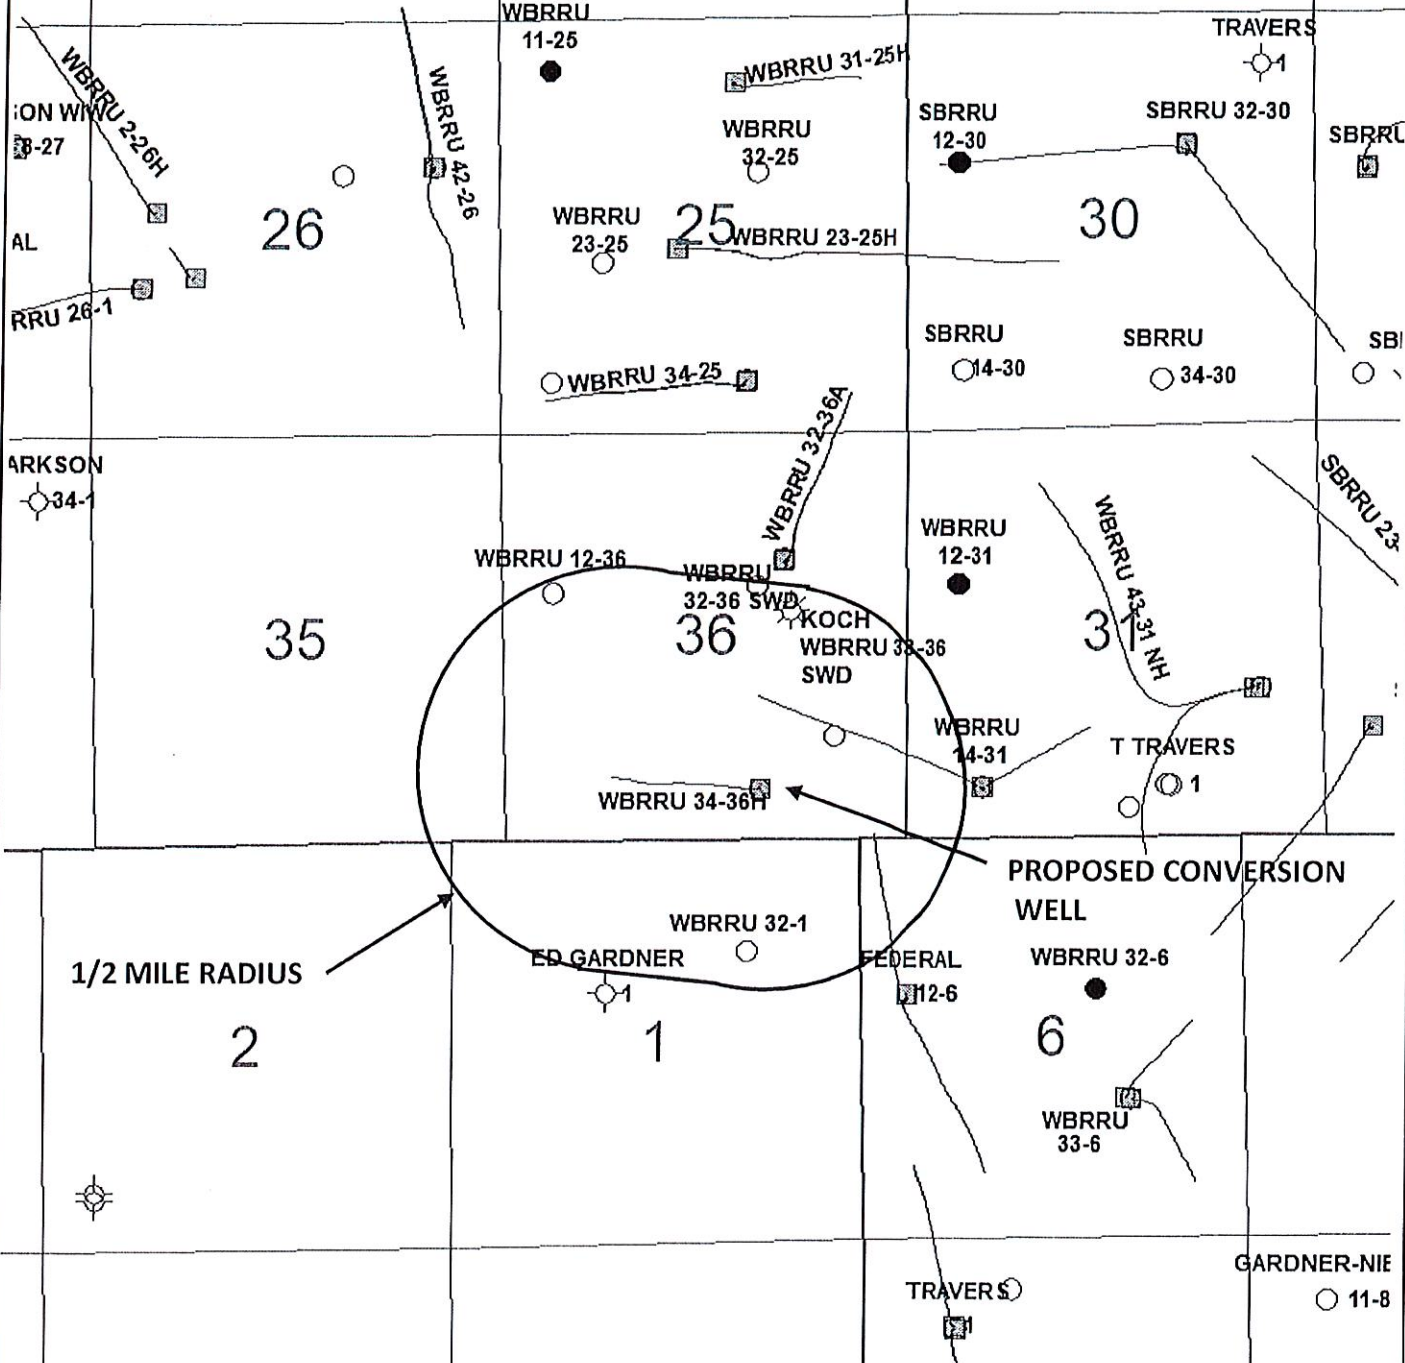 WBRRU
11-25
TRAVERS
1
WBRRU 2-26H
WBRRU 42-26
WBRRU 31-25H
SBRRU
12-30
SBRRU 32-30
SBRRU
8-27
WBRRU
32-25
26
WBRRU
23-25
25
WBRRU 23-25H
30
AL
RRU 26-1
WBRRU 34-25
SBRRU
14-30
SBRRU
34-30
ARKSON
34-1
WBRRU 32-36A
WBRRU
12-31
WBRRU 43-31 NH
SBRRU 23-
WBRRU 12-36
WBRRU
32-36 SWD
35
36
KOCH
WBRRU 33-36
SWD
31
WBRRU
14-31
T TRAVERS
1
WBRRU 34-36H
PROPOSED CONVERSION
WELL
WBRRU 32-1
1/2 MILE RADIUS
ED GARDNER
1
FEDERAL
12-6
WBRRU 32-6
2
1
6
WBRRU
33-6
TRAVERS
1
GARDNER-NIE
11-8